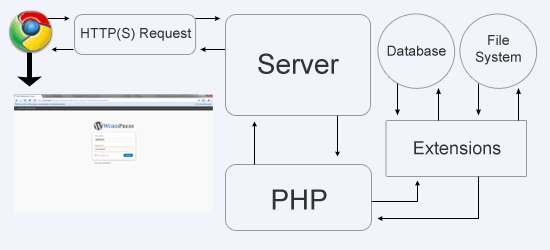 HTTP(S) Request
Server
Database
File
System
WORDPRESS
Extensions
PHP